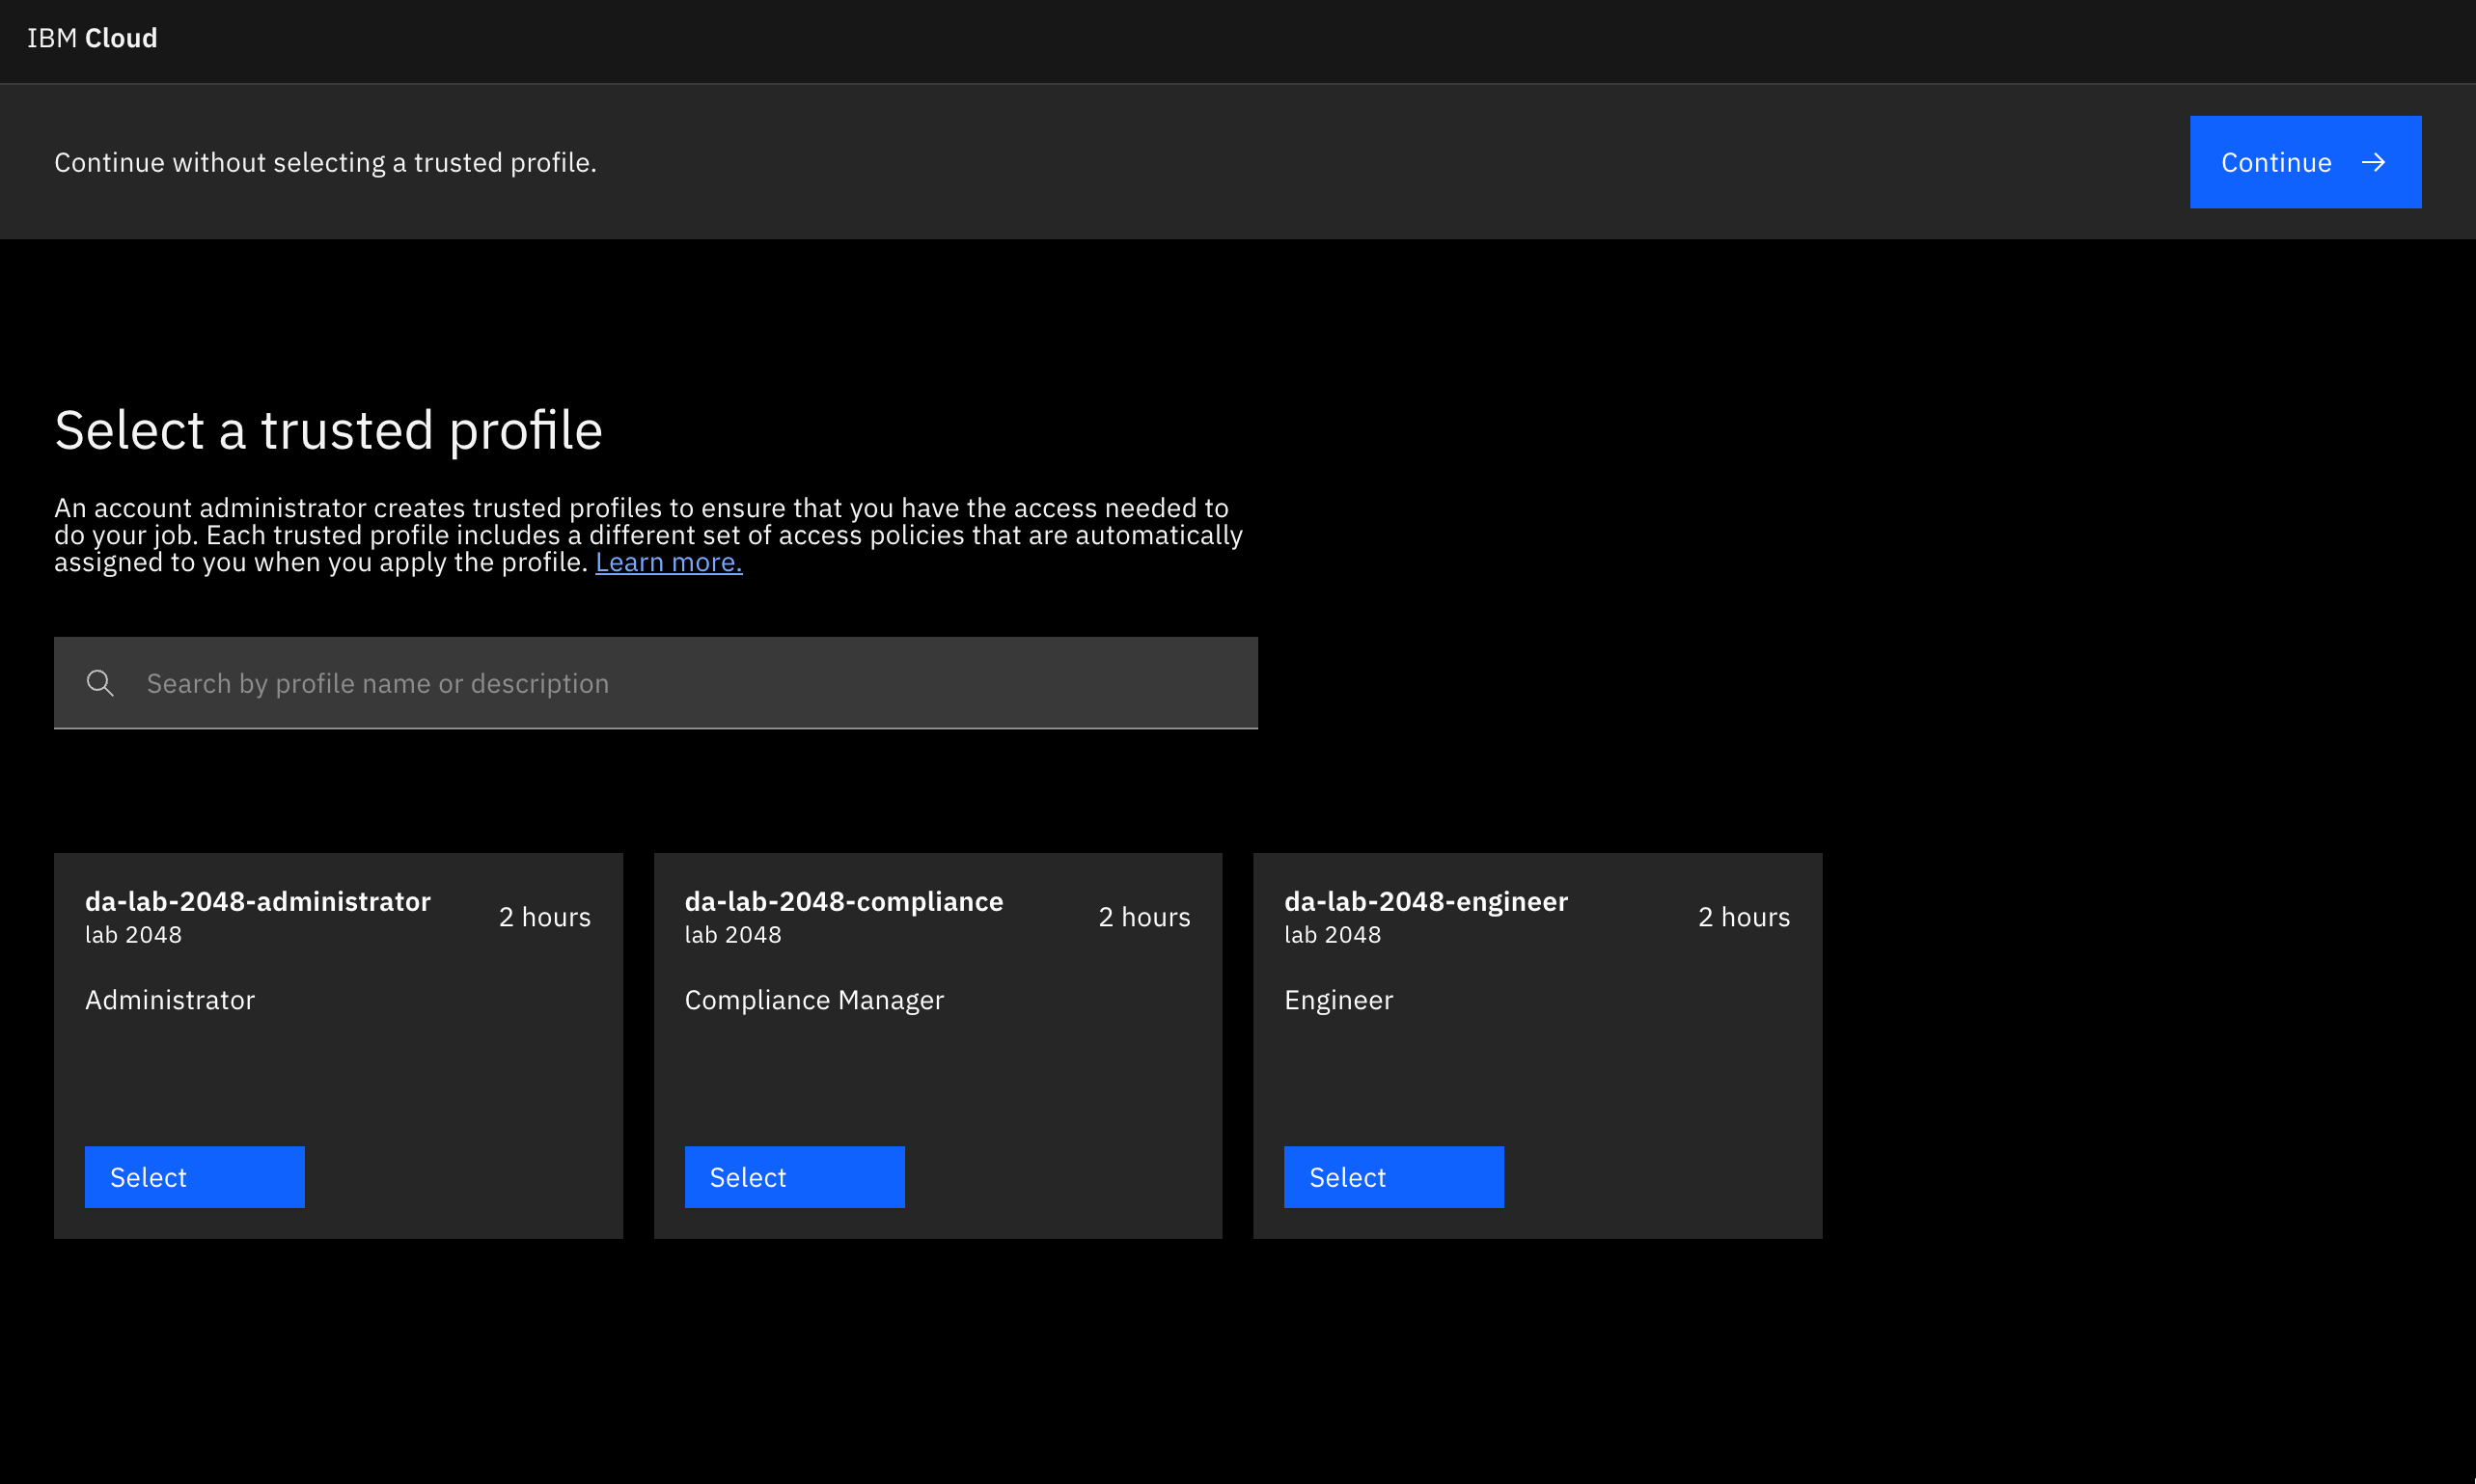 IBM Cloud
Continue without selecting a trusted profile.
Continue
Select a trusted profile
An account administrator creates trusted profiles to ensure that you have the access needed to
do your job. Each trusted profile includes a different set of access policies that are automatically
assigned to you when you apply the profile. Learn more.
Search by profile name or description
da-lab-2048-administrator
lab 2048
2 hours
Administrator
Select
da-lab-2048-compliance
lab 2048
2 hours
Compliance Manager
Select
da-lab-2048-engineer
lab 2048
2 hours
Engineer
Select